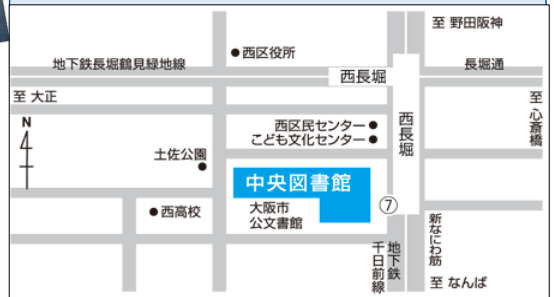 至 野田阪神
●西区役所
地下鉄長堀鶴見緑地線
西長堀
長堀通
至 大正
至 心斎橋
N
西区民センター●
こども文化センター●
西長堀
土佐公園
●
中央図書館
●西高校
大阪市
公文書館
⑦
新なにわ筋
地下鉄
千日前線
至 なんば